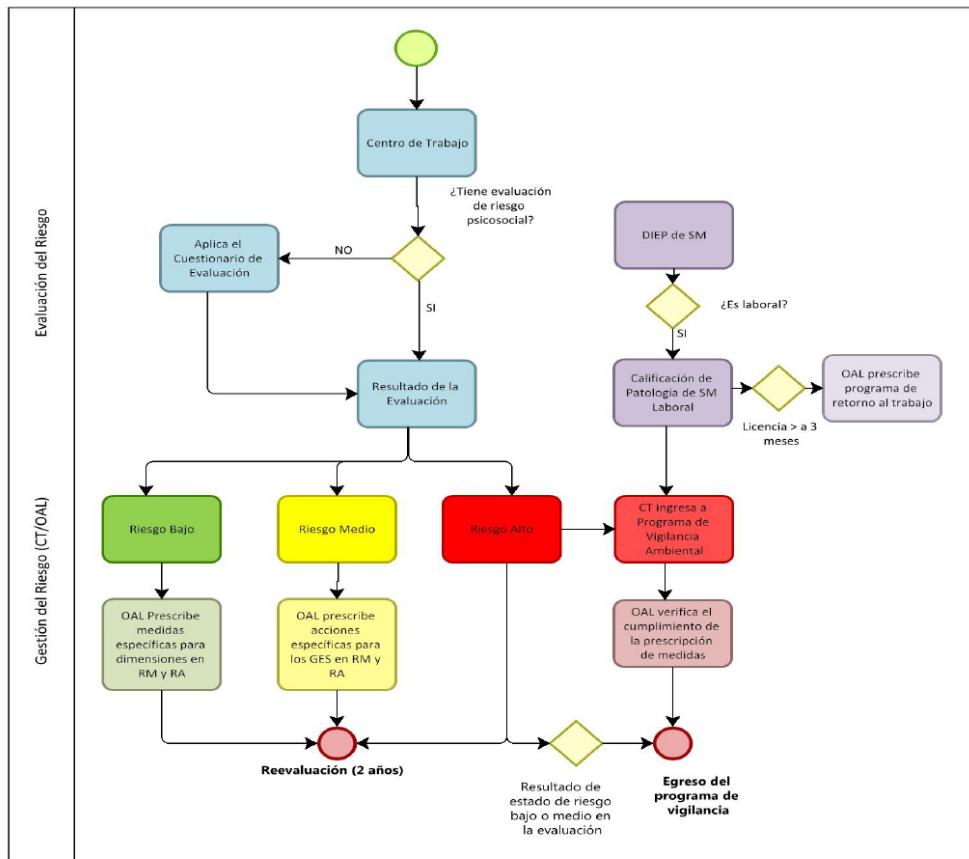 Evaluación del Riesgo
Centro de Trabajo
¿Tiene evaluación
de riesgo
psicosocial?
DIEP de SM
Aplica el
Cuestionario de
Evaluación
NO
SI
¿Es laboral?
SI
Resultado de la
Evaluación
Calificación de
Patología de SM
Laboral
OAL prescribe
programa de
retorno al trabajo
Licencia > a 3
meses
Gestión del Riesgo (CT/OAL)
Riesgo Bajo
Riesgo Medio
Riesgo Alto
CT ingresa a
Programa de
Vigilancia
Ambiental
OAL Prescribe
medidas
específicas para
dimensiones en
RM y RA
OAL prescribe
acciones
específicas para
los GES en RM y
RA
OAL verifica el
cumplimiento de
la prescripción de
medidas
Reevaluación (2 años)
Resultado de
estado de riesgo
bajo o medio en
la evaluación
Egreso del
programa de
vigilancia